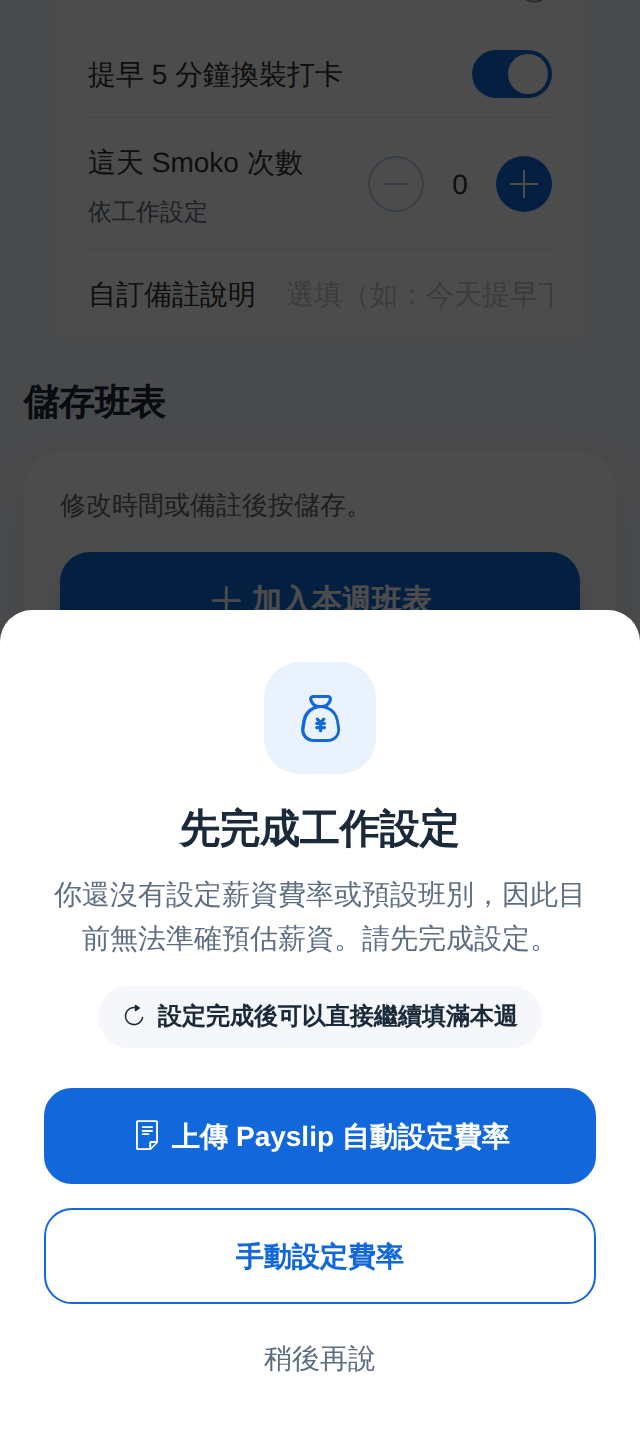 提早 5 分鐘換裝打卡
這天 Smoko 次數
0
依工作設定
自訂備註說明 選填（如：今天提早
儲存班表
修改時間或備註後按儲存。
加入本週班表
¥
先完成工作設定
你還沒有設定薪資費率或預設班別，因此目
前無法準確預估薪資。請先完成設定。
設定完成後可以直接繼續填滿本週
上傳 Payslip 自動設定費率
手動設定費率
稍後再說